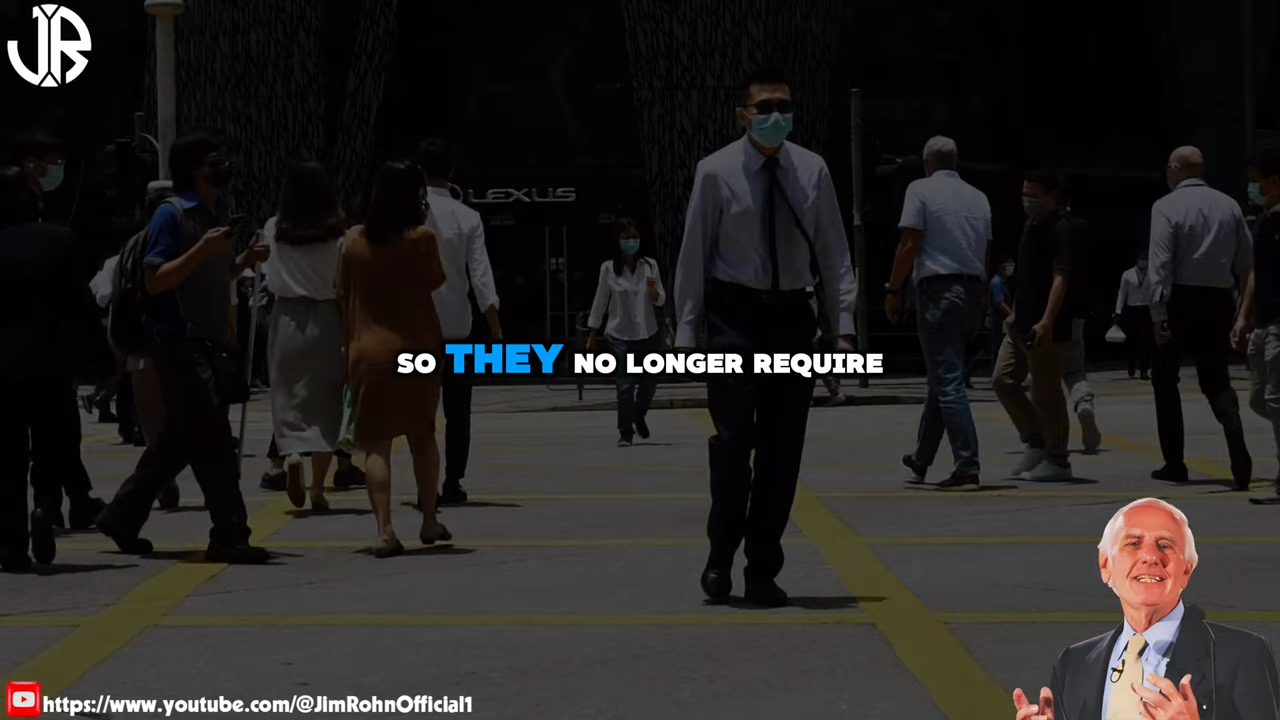 JR
LEXUS
SO THEY NO LONGER REQUIRE
https://www.youtube.com/@JimRohnOfficial1